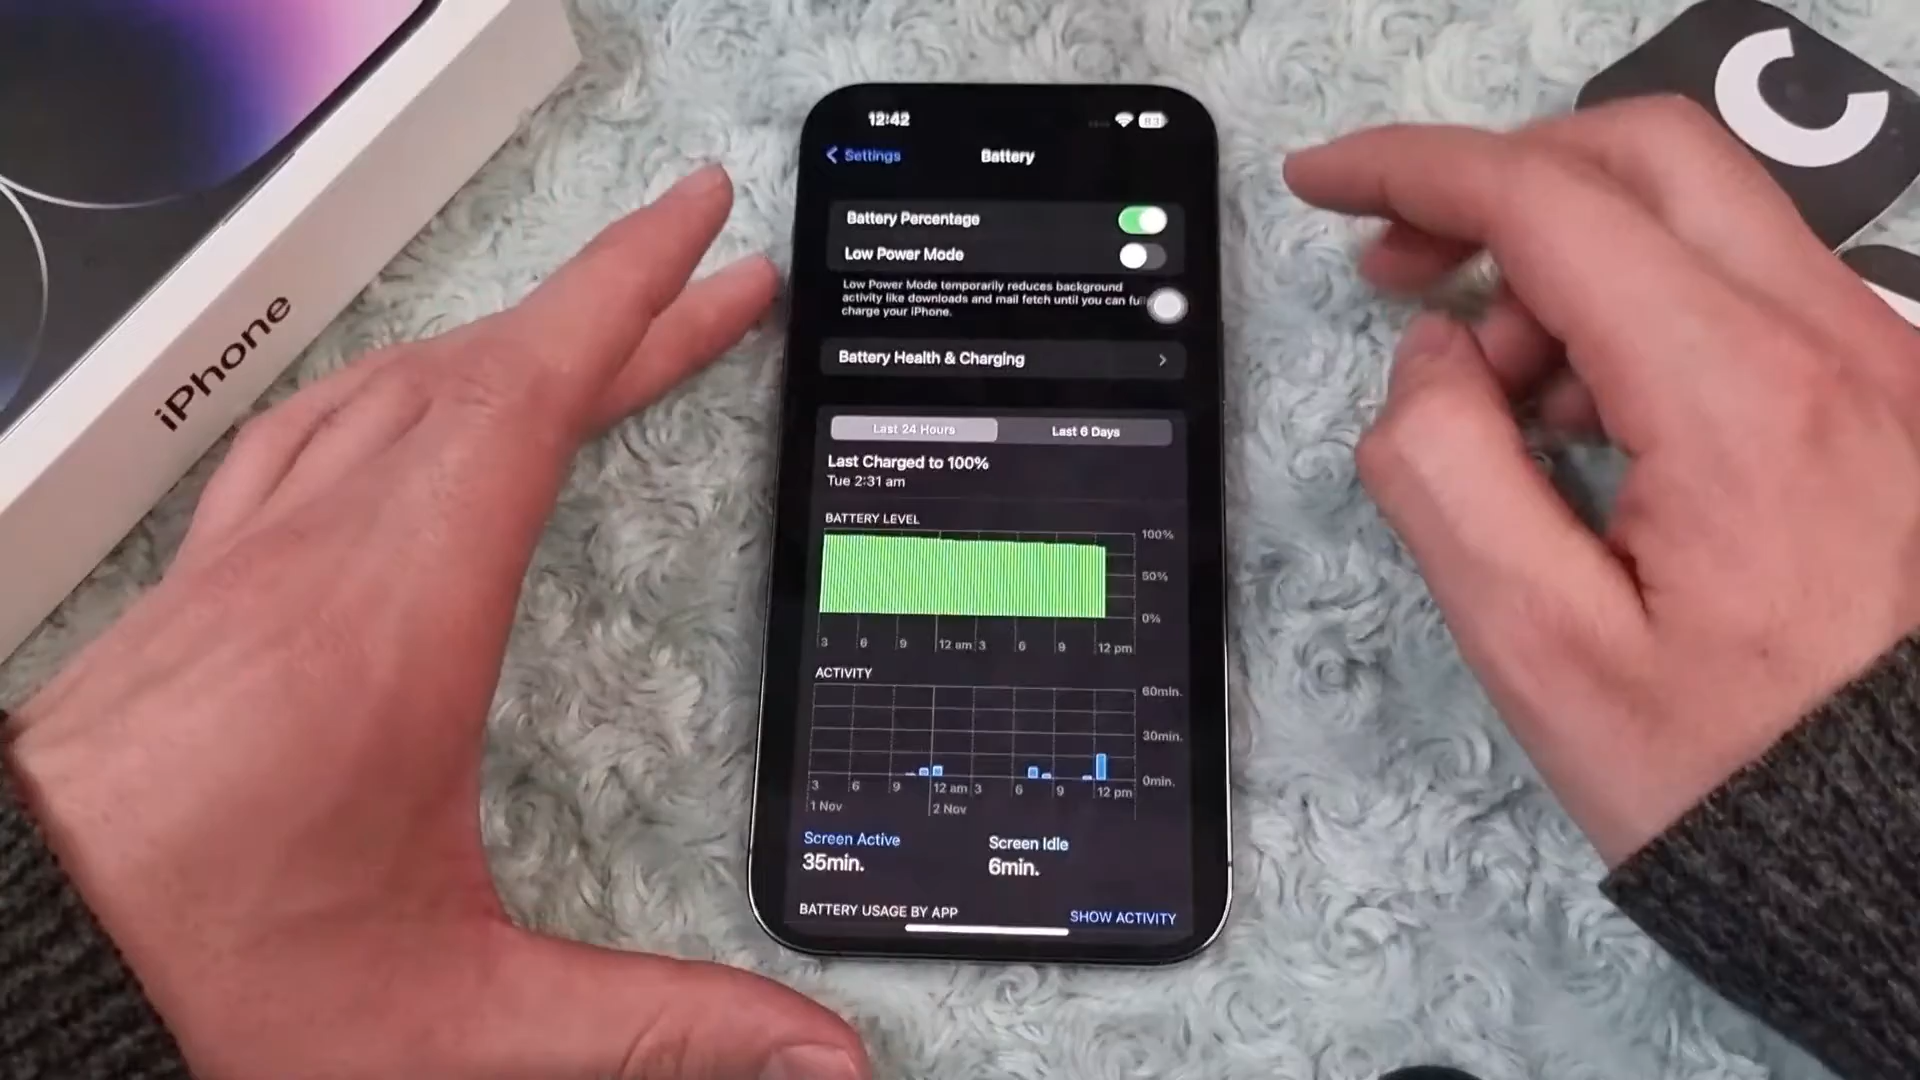 iPhone
12:42
83
Settings
Battery
Battery Percentage
Low Power Mode
Low Power Mode temporarily reduces background
activity like downloads and mail fetch until you can ful
charge your iPhone.
Battery Health & Charging
Last 24 Hours
Last 6 Days
Last Charged to 100%
Tue 2:31 am
BATTERY LEVEL
100%
50%
0%
3 6 9 12 am 3 6 9 12 pm
ACTIVITY
60min.
30min.
0min.
3 6 9 12 am 3 6 9 12 pm
1 Nov 2 Nov
Screen Active
35min.
Screen Idle
6min.
BATTERY USAGE BY APP
SHOW ACTIVITY